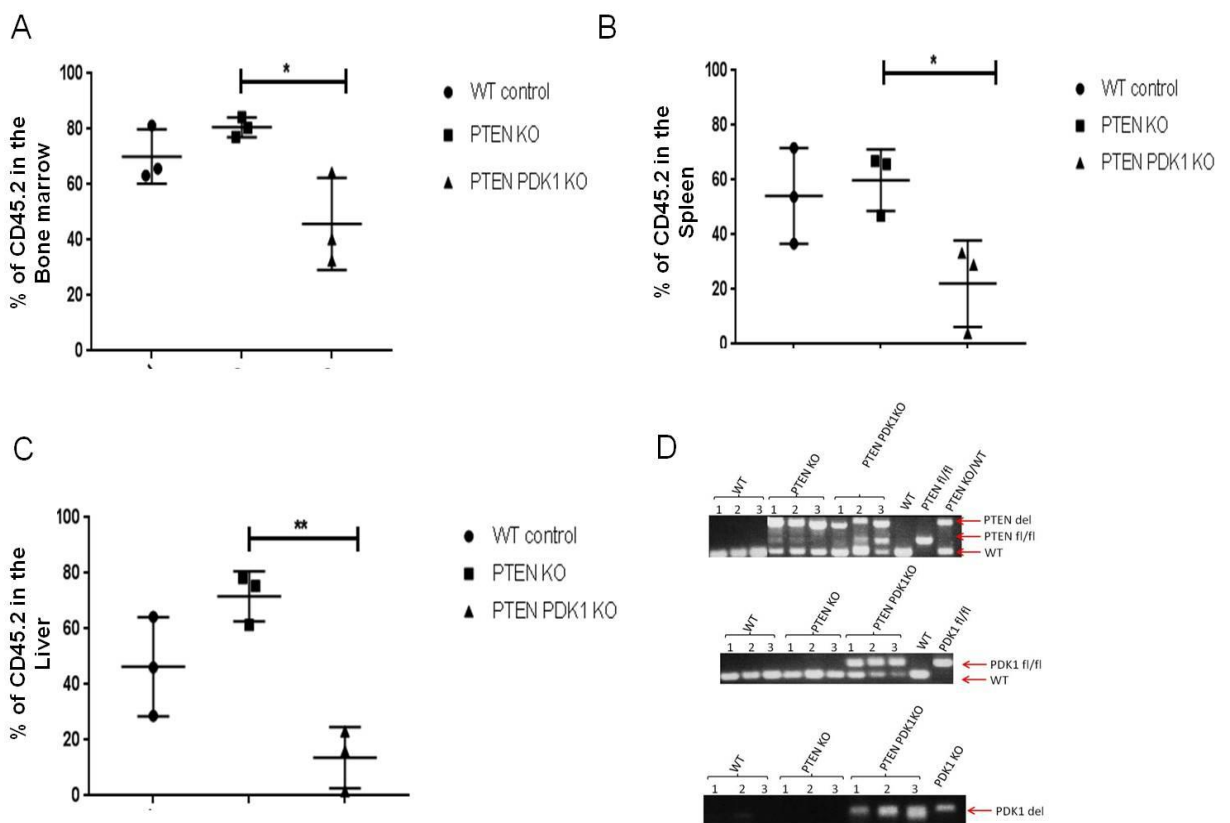 A
% of CD45.2 in the
Bone marrow
100
80
60
40
20
0
*
WT control
PTEN KO
PTEN PDK1 KO
B
% of CD45.2 in the
Spleen
100
80
60
40
20
0
*
WT control
PTEN KO
PTEN PDK1 KO
C
% of CD45.2 in the
Liver
100
80
60
40
20
0
**
WT control
PTEN KO
PTEN PDK1 KO
D
WT PTEN KO PTEN PDK1KO WT PTEN fl/fl PTEN KO/WT
1 2 3 1 2 3 1 2 3
PTEN del
PTEN fl/fl
WT
WT PTEN KO PTEN PDK1KO WT PDK1 fl/fl
1 2 3 1 2 3 1 2 3
PDK1 fl/fl
WT
WT PTEN KO PTEN PDK1KO PDK1 KO
1 2 3 1 2 3 1 2 3
PDK1 del